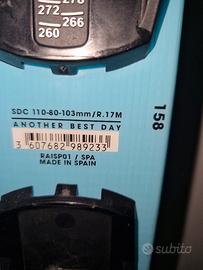 278
272
266
260
SDC 110-80-103mm/R.17M
ANOTHER BEST DAY
3 607682 989233
RAISP01 / SPA
MADE IN SPAIN
158
subito